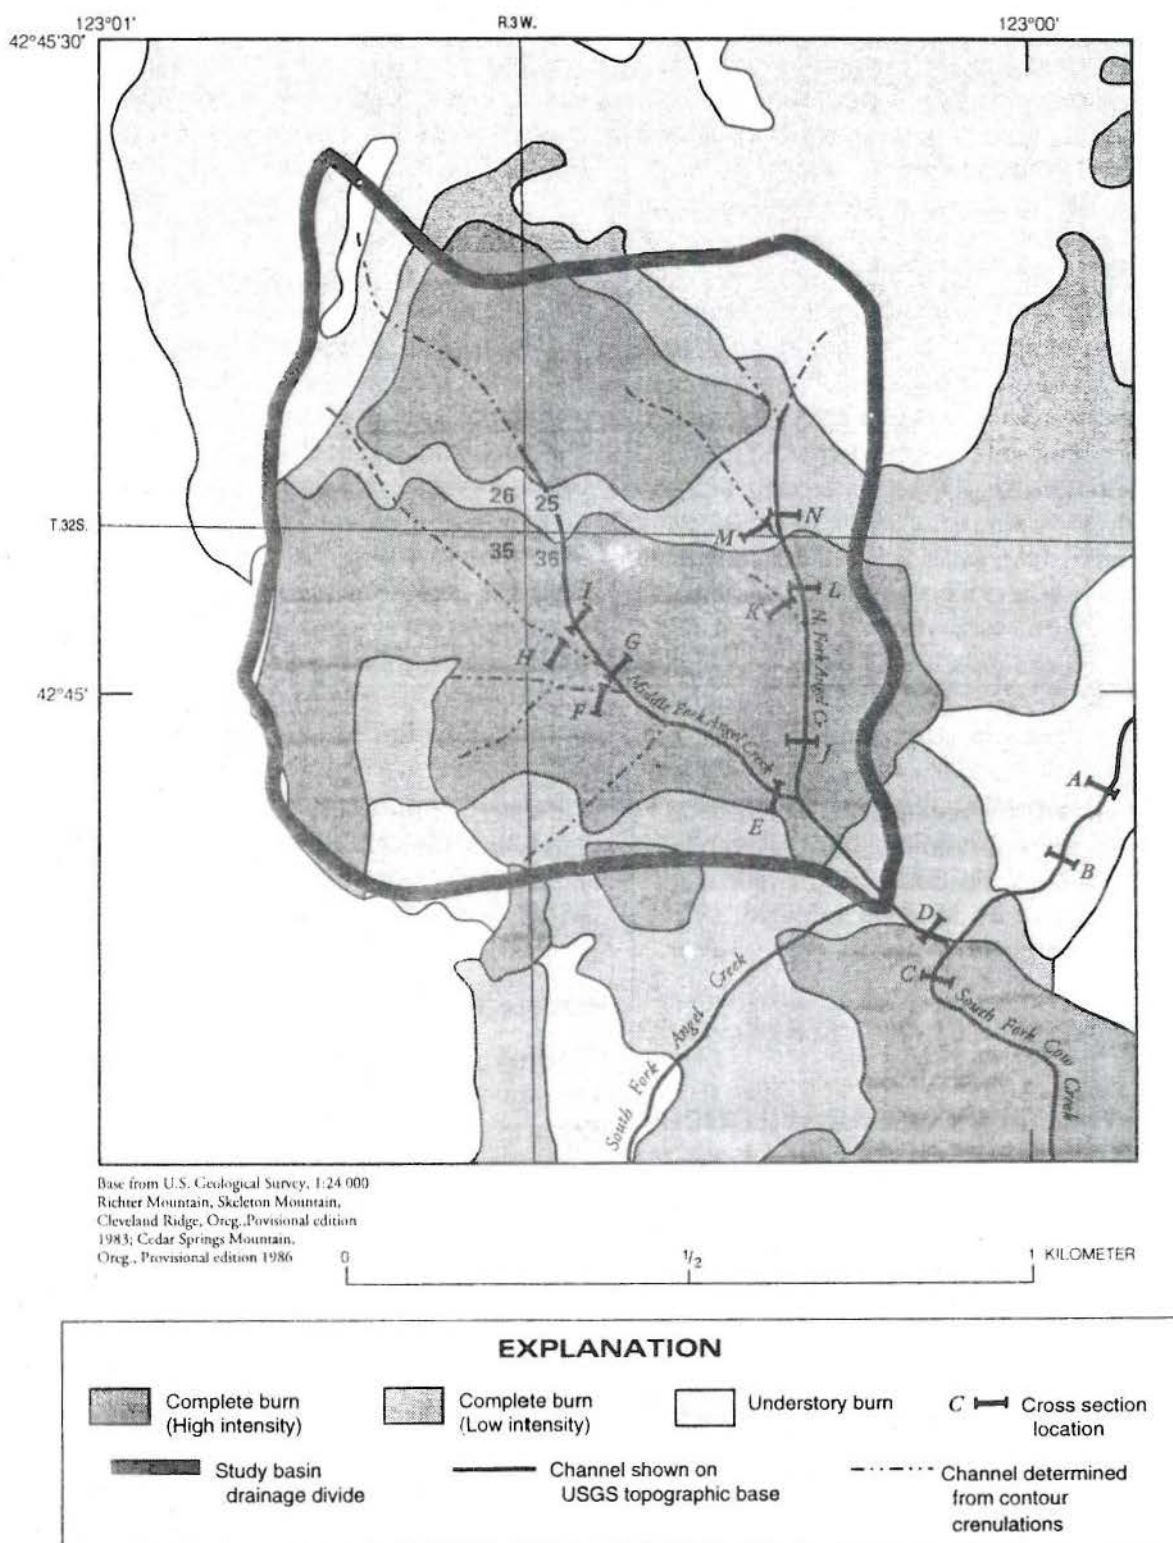 123°01' R.3W. 123°00'
42°45'30"
26 25
T.32S.
35 36
N
M
L
K
I
G
H
F
N. Fork Angel Cr
Middle Fork Angel Creek
J
42°45'
E
A
B
D
C
South Fork Angel Creek
South Fork Cow Creek
Base from U.S. Geological Survey, 1:24 000
Richter Mountain, Skeleton Mountain,
Cleveland Ridge, Oreg.,Povisional edition
1983; Cedar Springs Mountain,
Oreg., Provisional edition 1986
0 1/2 1 KILOMETER
EXPLANATION
Complete burn
(High intensity)
Complete burn
(Low intensity)
Understory burn
C
Cross section
location
Study basin
drainage divide
Channel shown on
USGS topographic base
Channel determined
from contour
crenulations